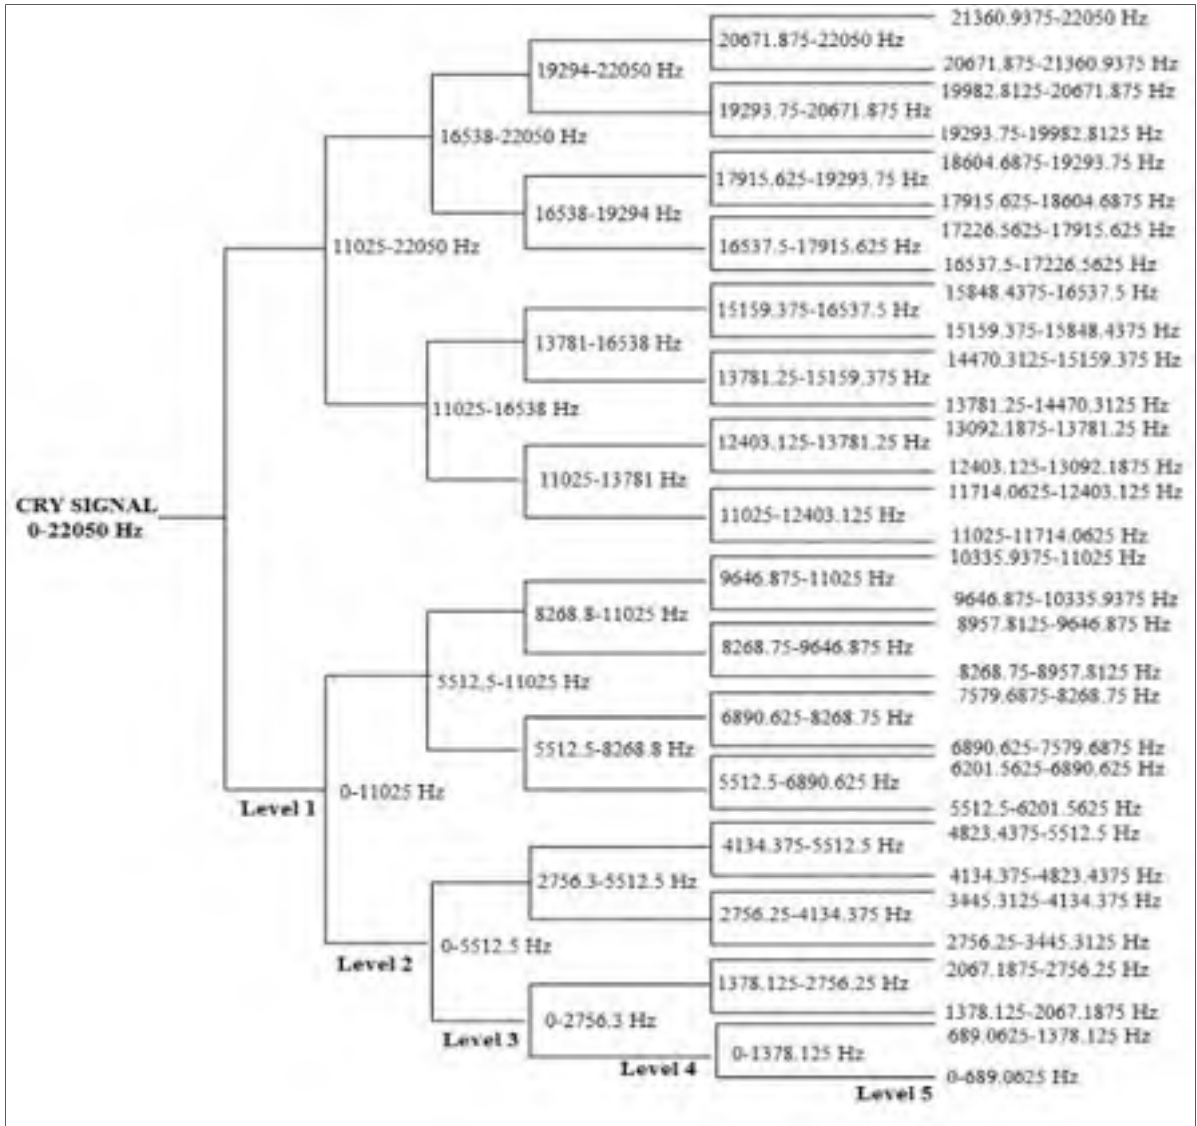 CRY SIGNAL
0-22050 Hz
Level 1
11025-22050 Hz
0-11025 Hz
Level 2
16538-22050 Hz
11025-16538 Hz
5512.5-11025 Hz
0-5512.5 Hz
Level 3
19294-22050 Hz
16538-19294 Hz
13781-16538 Hz
11025-13781 Hz
8268.8-11025 Hz
5512.5-8268.8 Hz
2756.3-5512.5 Hz
0-2756.3 Hz
Level 4
20671.875-22050 Hz
19293.75-20671.875 Hz
17915.625-19293.75 Hz
16537.5-17915.625 Hz
15159.375-16537.5 Hz
13781.25-15159.375 Hz
12403.125-13781.25 Hz
11025-12403.125 Hz
9646.875-11025 Hz
8268.75-9646.875 Hz
6890.625-8268.75 Hz
5512.5-6890.625 Hz
4134.375-5512.5 Hz
2756.25-4134.375 Hz
1378.125-2756.25 Hz
0-1378.125 Hz
Level 5
21360.9375-22050 Hz
20671.875-21360.9375 Hz
19982.8125-20671.875 Hz
19293.75-19982.8125 Hz
18604.6875-19293.75 Hz
17915.625-18604.6875 Hz
17226.5625-17915.625 Hz
16537.5-17226.5625 Hz
15848.4375-16537.5 Hz
15159.375-15848.4375 Hz
14470.3125-15159.375 Hz
13781.25-14470.3125 Hz
13092.1875-13781.25 Hz
12403.125-13092.1875 Hz
11714.0625-12403.125 Hz
11025-11714.0625 Hz
10335.9375-11025 Hz
9646.875-10335.9375 Hz
8957.8125-9646.875 Hz
8268.75-8957.8125 Hz
7579.6875-8268.75 Hz
6890.625-7579.6875 Hz
6201.5625-6890.625 Hz
5512.5-6201.5625 Hz
4823.4375-5512.5 Hz
4134.375-4823.4375 Hz
3445.3125-4134.375 Hz
2756.25-3445.3125 Hz
2067.1875-2756.25 Hz
1378.125-2067.1875 Hz
689.0625-1378.125 Hz
0-689.0625 Hz